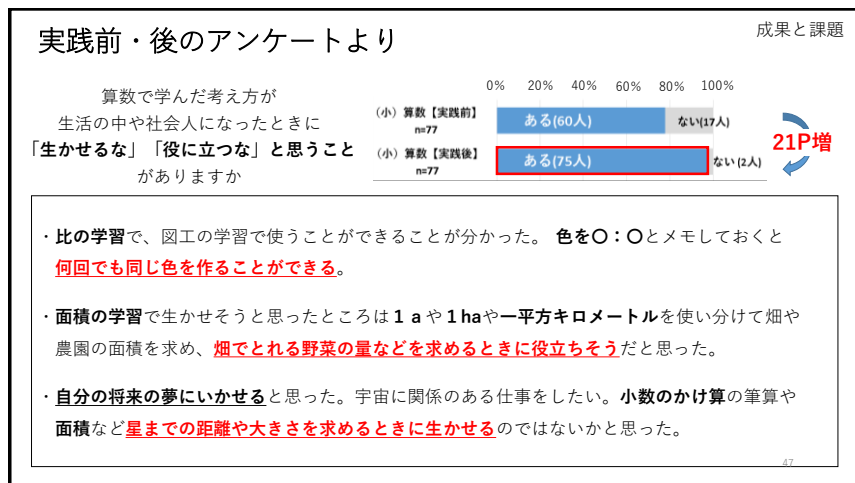 成果と課題
実践前・後のアンケートより
算数で学んだ考え方が
生活の中や社会人になったときに
「生かせるな」「役に立つな」と思うこと
がありますか
0% 20% 40% 60% 80% 100%
(小) 算数【実践前】
n=77
ある(60人) ない(17人)
(小) 算数【実践後】
n=77
ある(75人) ない(2人)
21P増
・比の学習で、図工の学習で使うことができることが分かった。 色を〇：〇とメモしておくと
何回でも同じ色を作ることができる。
・面積の学習で生かせそうと思ったところは１ａや１haや一平方キロメートルを使い分けて畑や
農園の面積を求め、畑でとれる野菜の量などを求めるときに役立ちそうだと思った。
・自分の将来の夢にいかせると思った。宇宙に関係のある仕事をしたい。小数のかけ算の筆算や
面積など星までの距離や大きさを求めるときに生かせるのではないかと思った。
47